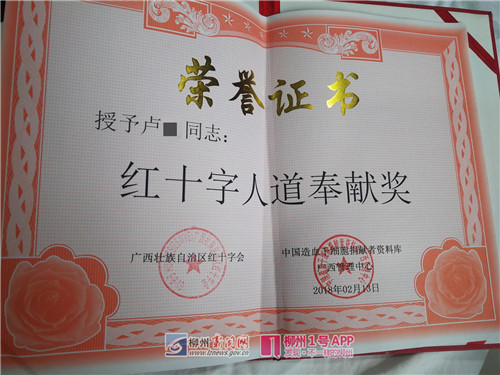 荣誉证书
授予卢■同志：
红十字人道奉献奖
广西壮族自治区红十字会
中国造血干细胞捐献者资料库
广西管理中心
2018年02月13日
柳州新闻网
www.lznews.gov.cn
柳州1号APP